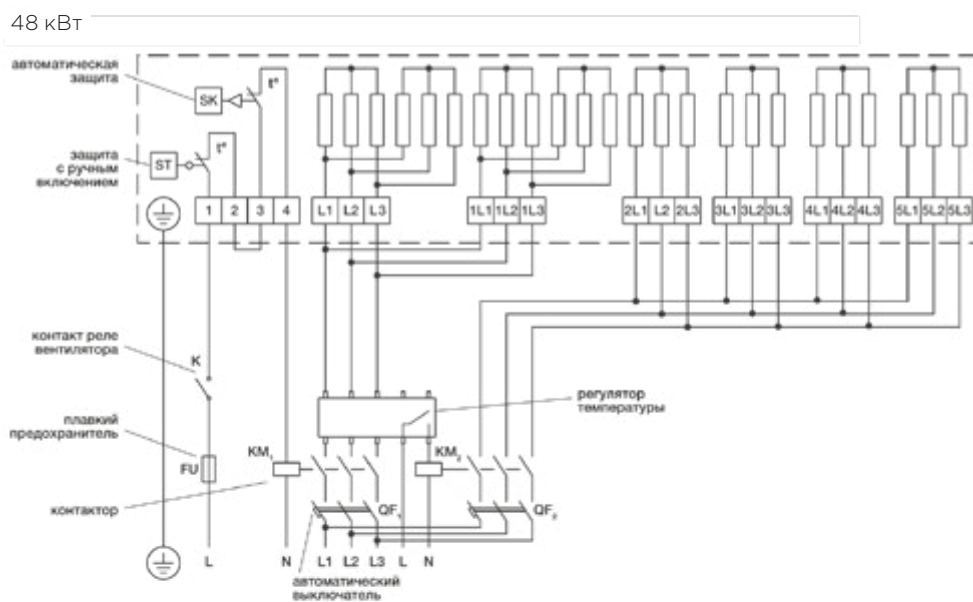 48 кВт
автоматическая
защита
SK
t°
защита
с ручным
включением
ST
t°
1 2 3 4
L1 L2 L3
1L1 1L2 1L3
2L1 L2 2L3
3L1 3L2 3L3
4L1 4L2 4L3
5L1 5L2 5L3
контакт реле
вентилятора
K
регулятор
температуры
плавкий
предохранитель
FU
KM₁
KM₂
контактор
QF₁
QF₂
L N L1 L2 L3 L N
автоматический
выключатель